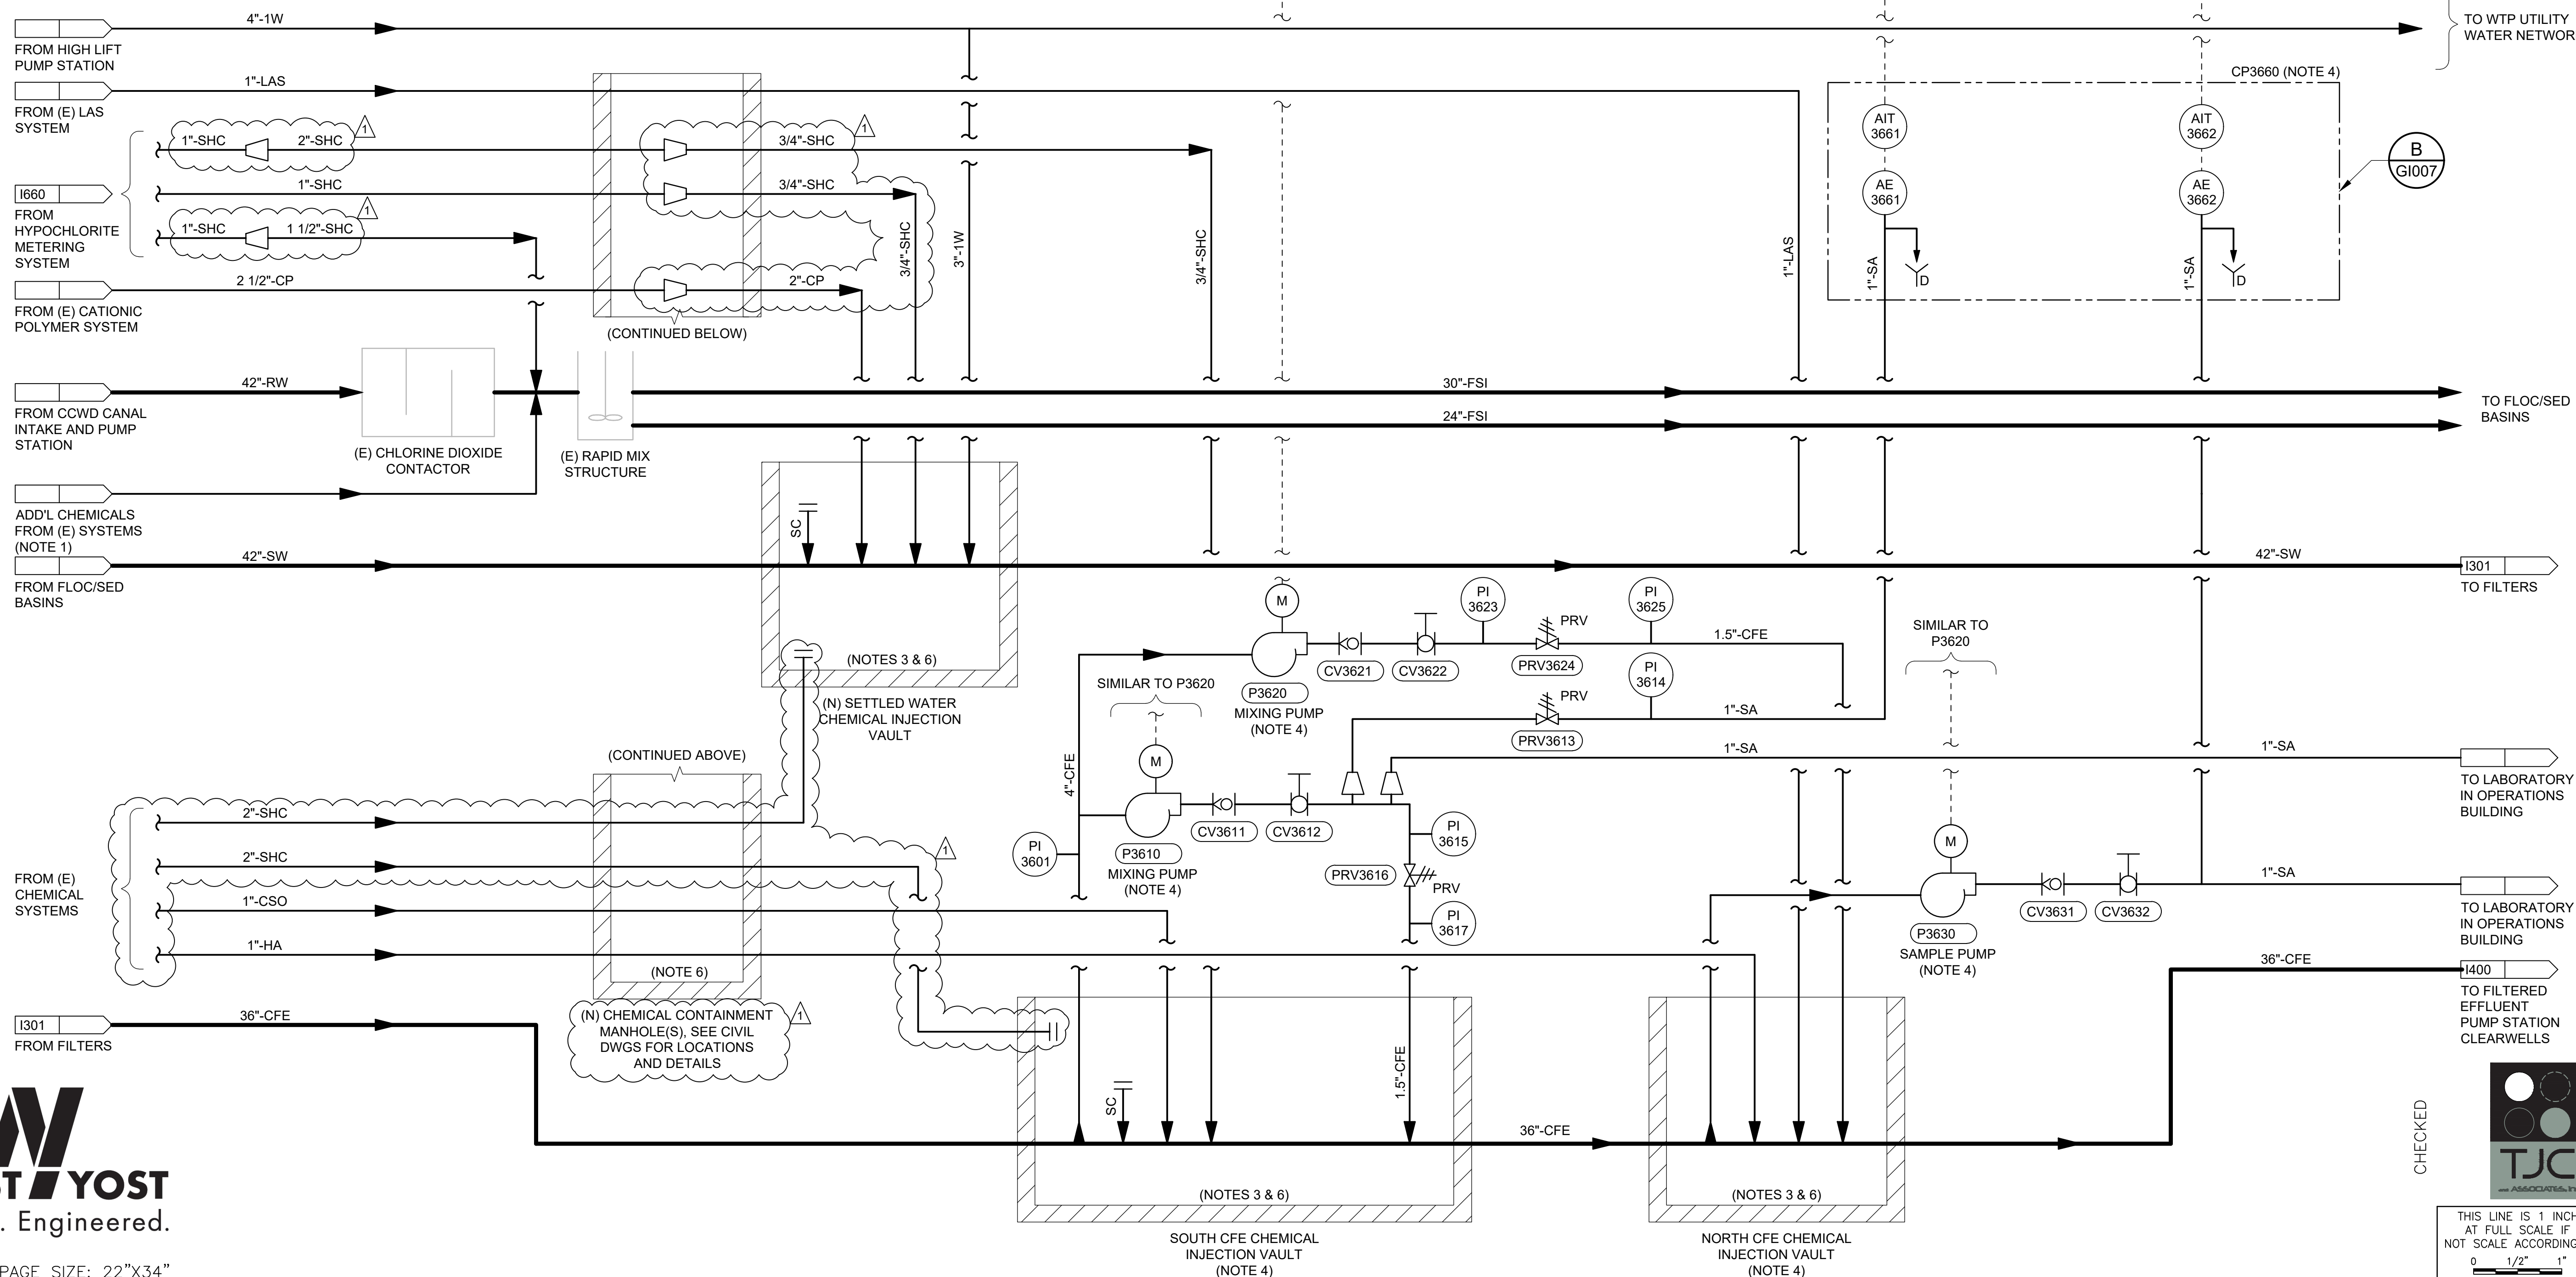 4"-1W
FROM HIGH LIFT
PUMP STATION
TO WTP UTILITY
1"-LAS
FROM (E) LAS
SYSTEM
CP3660 (NOTE 4)
1"-SHC
2"-SHC
1
3/4"-SHC
1
I660
FROM
HYPOCHLORITE
METERING
SYSTEM
1"-SHC
3/4"-SHC
1"-SHC
1 1/2"-SHC
1
2 1/2"-CP
2"-CP
FROM (E) CATIONIC
POLYMER SYSTEM
(CONTINUED BELOW)
3/4"-SHC
3"-1W
3/4"-SHC
1"-LAS
AIT
3661
AE
3661
1"-SA
D
AIT
3662
AE
3662
1"-SA
D
B
GI007
42"-RW
FROM CCWD CANAL
INTAKE AND PUMP
STATION
(E) CHLORINE DIOXIDE
CONTACTOR
(E) RAPID MIX
STRUCTURE
30"-FSI
24"-FSI
TO FLOC/SED
BASINS
ADD'L CHEMICALS
FROM (E) SYSTEMS
(NOTE 1)
SC
42"-SW
FROM FLOC/SED
BASINS
42"-SW
I301
TO FILTERS
(NOTES 3 & 6)
(N) SETTLED WATER
CHEMICAL INJECTION
VAULT
M
P3620
MIXING PUMP
(NOTE 4)
CV3621
CV3622
PI
3623
PRV
PRV3624
PI
3625
1.5"-CFE
SIMILAR TO
P3620
SIMILAR TO P3620
PRV
PRV3613
PI
3614
1"-SA
4"-CFE
M
P3610
MIXING PUMP
(NOTE 4)
CV3611
CV3612
PI
3601
1"-SA
1"-SA
TO LABORATORY
IN OPERATIONS
BUILDING
PI
3615
PRV3616
PRV
PI
3617
M
P3630
SAMPLE PUMP
(NOTE 4)
CV3631
CV3632
1"-SA
TO LABORATORY
IN OPERATIONS
BUILDING
(CONTINUED ABOVE)
FROM (E)
CHEMICAL
SYSTEMS
2"-SHC
2"-SHC
1
1"-CSO
1"-HA
(NOTE 6)
(N) CHEMICAL CONTAINMENT
MANHOLE(S), SEE CIVIL
DWGS FOR LOCATIONS
AND DETAILS
1
I301
FROM FILTERS
36"-CFE
36"-CFE
I400
TO FILTERED
EFFLUENT
PUMP STATION
CLEARWELLS
SC
1.5"-CFE
(NOTES 3 & 6)
SOUTH CFE CHEMICAL
INJECTION VAULT
(NOTE 4)
36"-CFE
(NOTES 3 & 6)
NORTH CFE CHEMICAL
INJECTION VAULT
(NOTE 4)
YOST
. Engineered.
PAGE SIZE: 22"X34"
CHECKED
TJC
THIS LINE IS 1 INCH
AT FULL SCALE IF
NOT SCALE
0 1/2" 1"